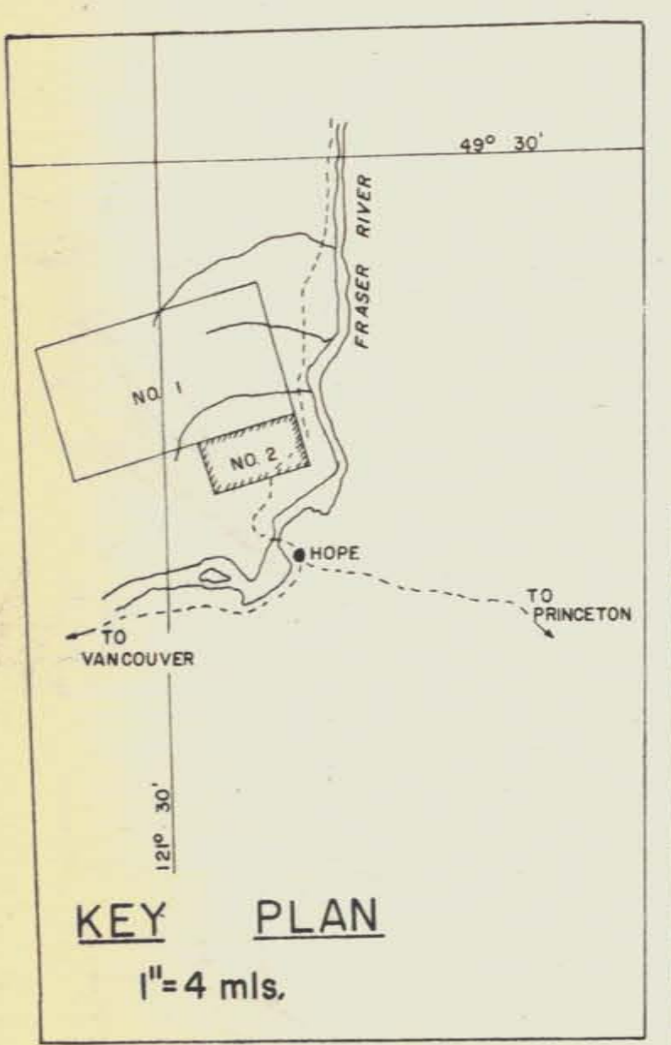 49° 30'
FRASER RIVER
NO. 1
NO. 2
HOPE
TO
PRINCETON
TO
VANCOUVER
121° 30'
KEY PLAN
1"=4 mls.